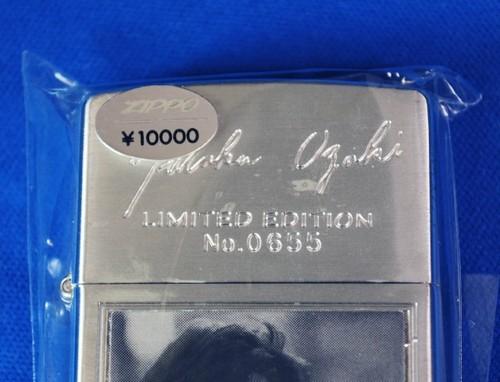 ZIPPO
¥10000
Yutaka Ozaki
LIMITED EDITION
No.0655